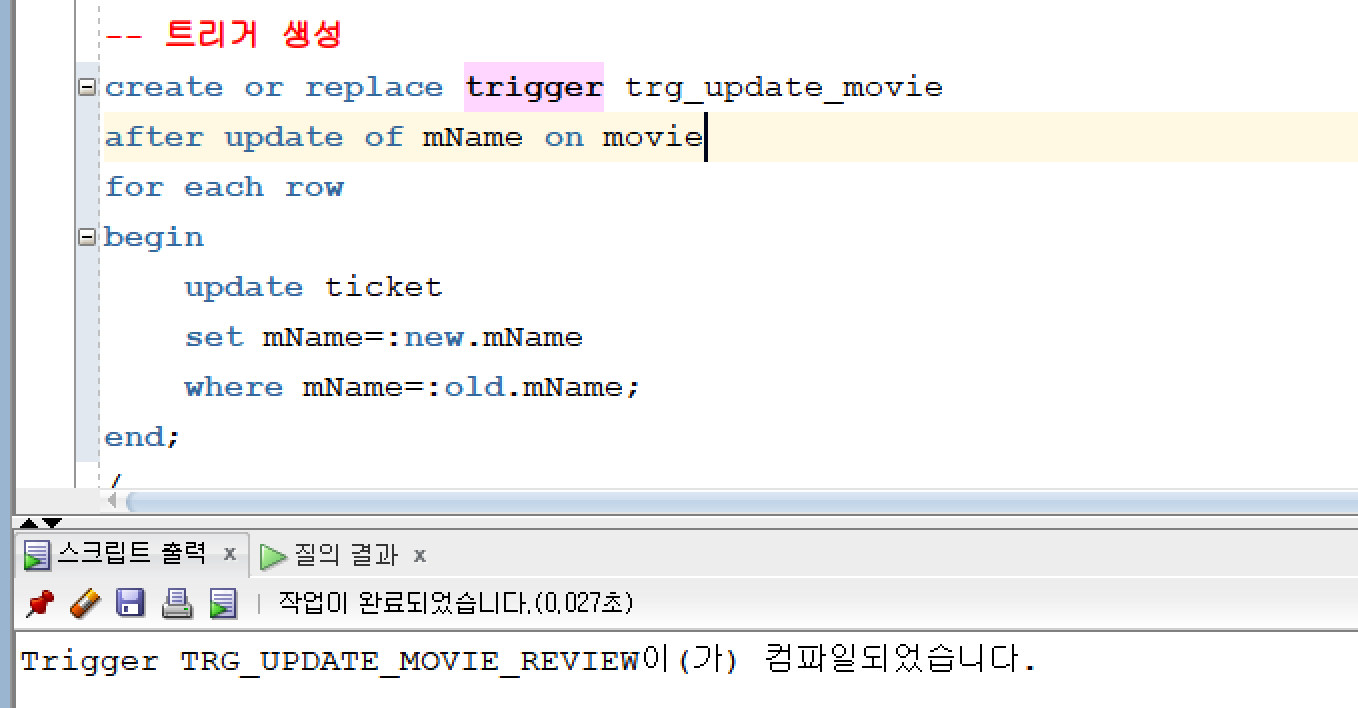 -- 트리거 생성
create or replace trigger trg_update_movie
after update of mName on movie
for each row
begin
update ticket
set mName=:new.mName
where mName=:old.mName;
end;
/
스크립트 출력 x 질의 결과 x
작업이 완료되었습니다.(0.027초)
Trigger TRG_UPDATE_MOVIE_REVIEW이(가) 컴파일되었습니다.